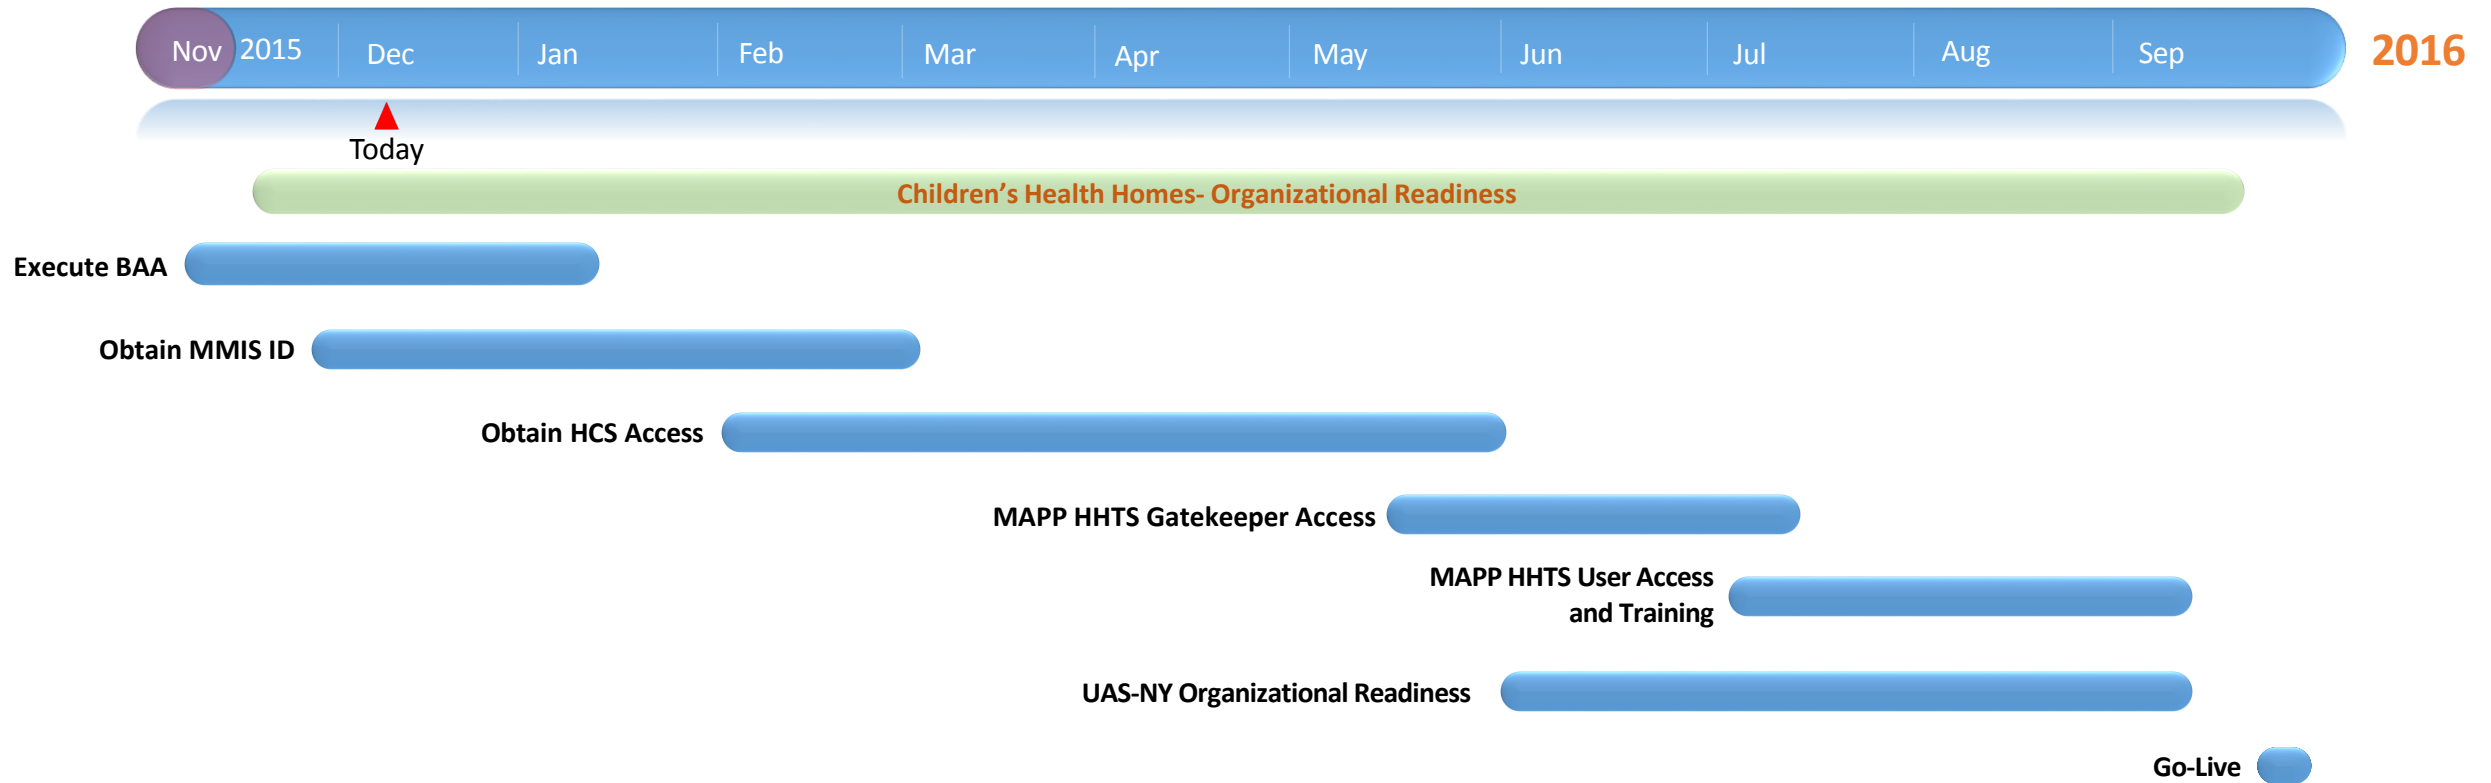 Nov 2015 Dec Jan Feb Mar Apr May Jun Jul Aug Sep 2016
Today
Children's Health Homes- Organizational Readiness
Execute BAA
Obtain MMIS ID
Obtain HCS Access
MAPP HHTS Gatekeeper Access
MAPP HHTS User Access
and Training
UAS-NY Organizational Readiness
Go-Live